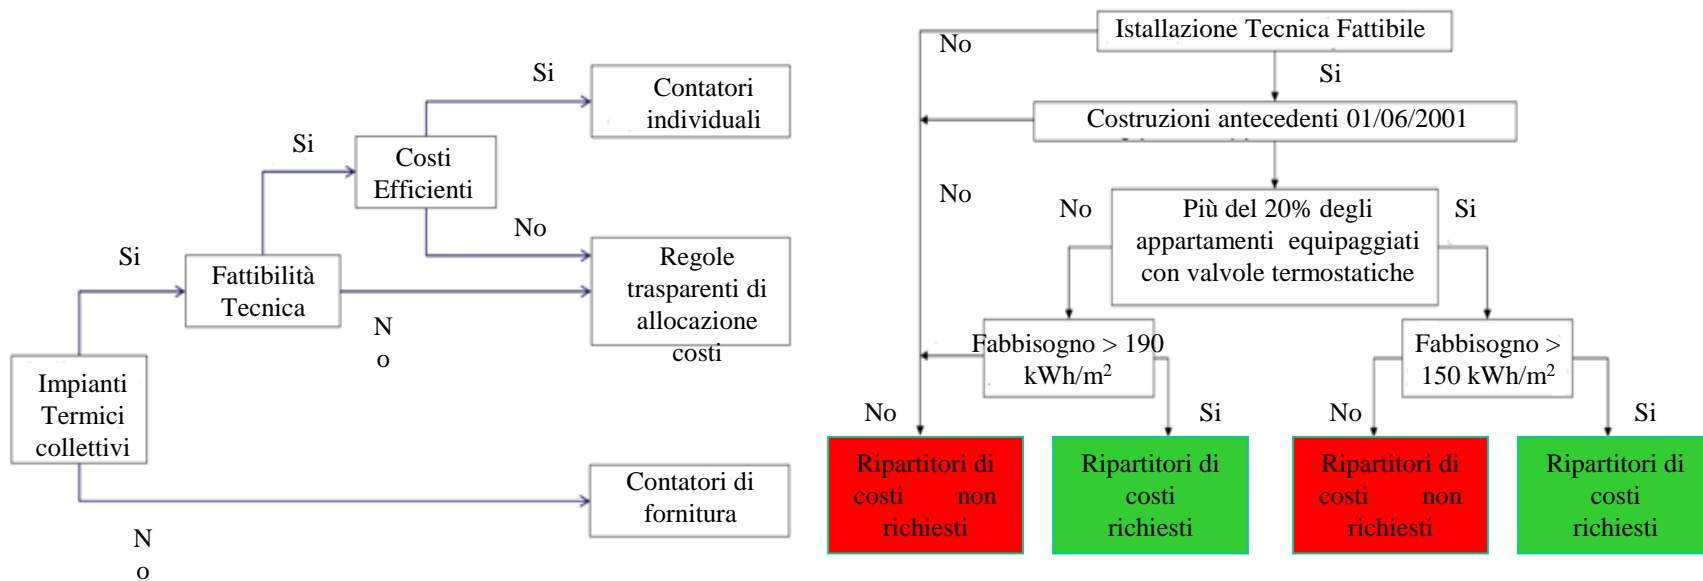 Si
Contatori
individuali
Si
Costi
Efficienti
No
Si
Fattibilità
Tecnica
Regole
trasparenti di
allocazione
costi
N
o
Impianti
Termici
collettivi
Contatori di
fornitura
N
o
Istallazione Tecnica Fattibile
No
Si
Costruzioni antecedenti 01/06/2001
No
No
Più del 20% degli
appartamenti equipaggiati
con valvole termostatiche
Si
Fabbisogno > 190
kWh/m²
Fabbisogno >
150 kWh/m²
No
Si
No
Si
Ripartitori di
costi non
richiesti
Ripartitori di
costi
richiesti
Ripartitori di
costi non
richiesti
Ripartitori di
costi
richiesti